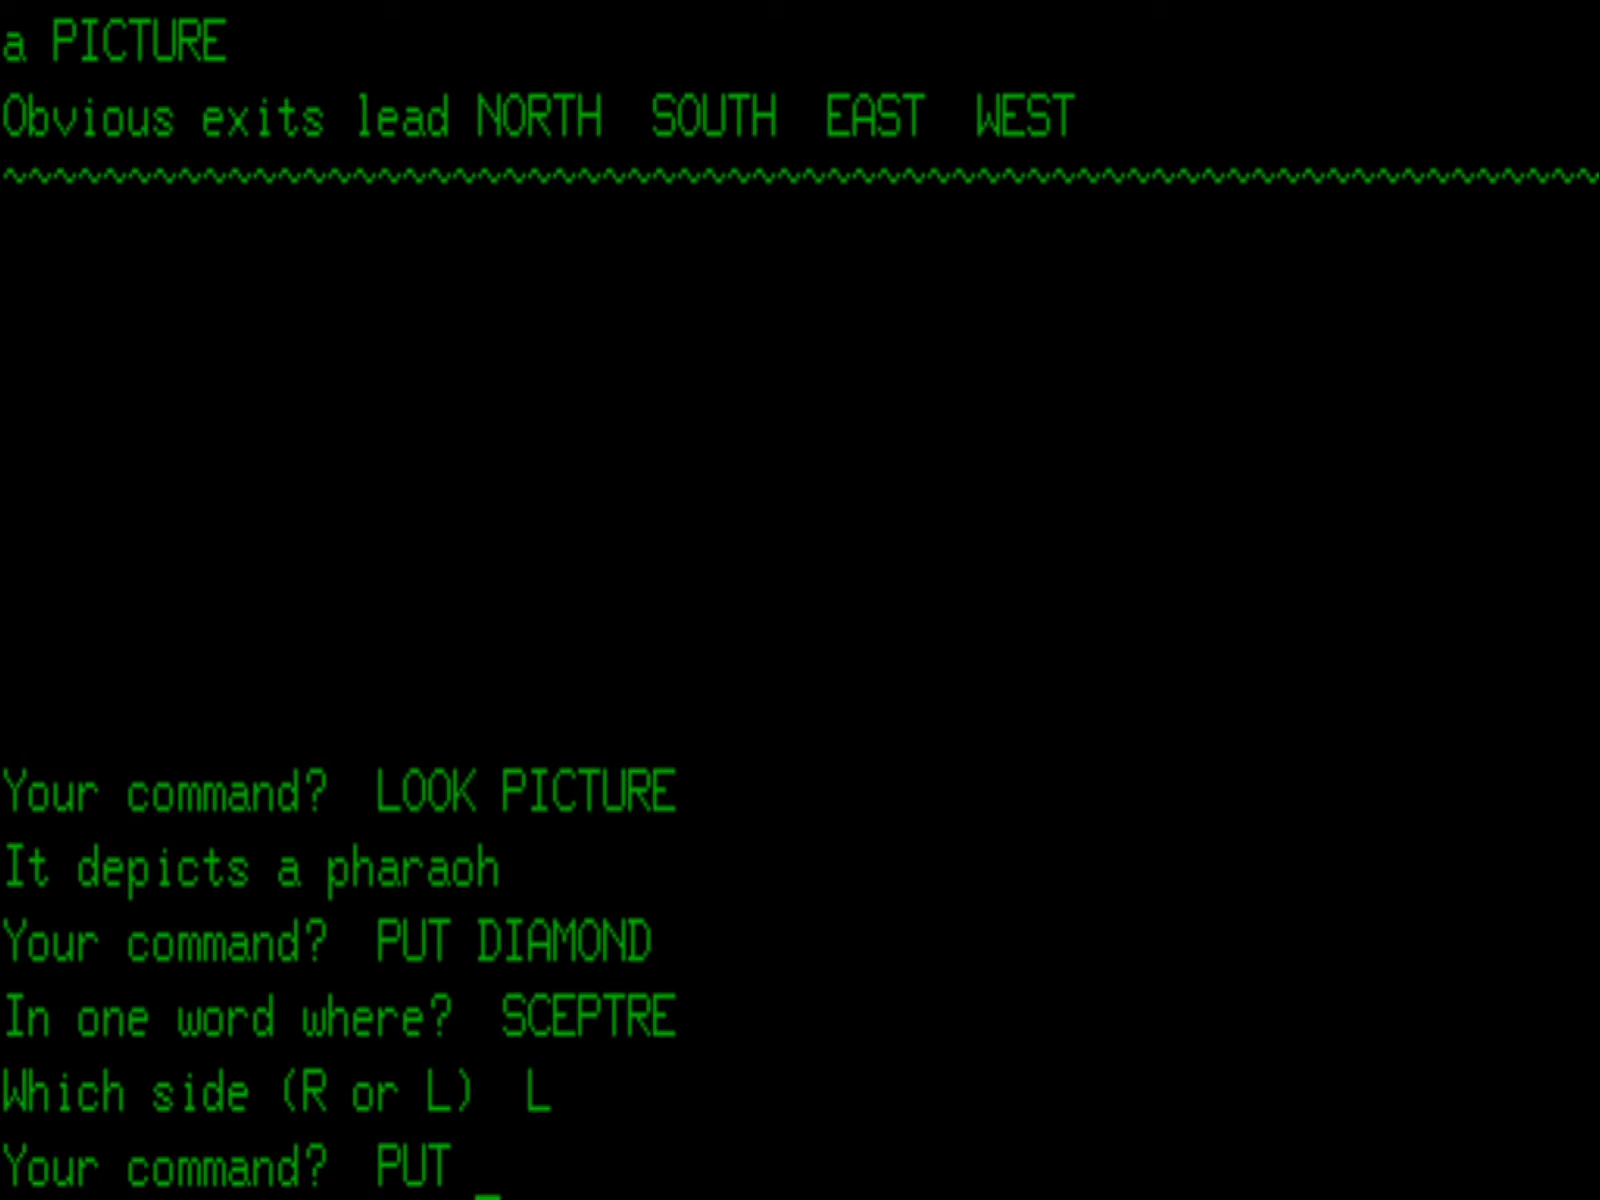 a PICTURE
Obvious exits lead NORTH  SOUTH  EAST  WEST
~~~~~~~~~~~~~~~~~~~~~~~~~~~~~~~~~~~~~~~~~~~~~~~~~~~~~~~~~~~~~~~~
Your command?  LOOK PICTURE
It depicts a pharaoh
Your command?  PUT DIAMOND
In one word where?  SCEPTRE
Which side (R or L)  L
Your command?  PUT _